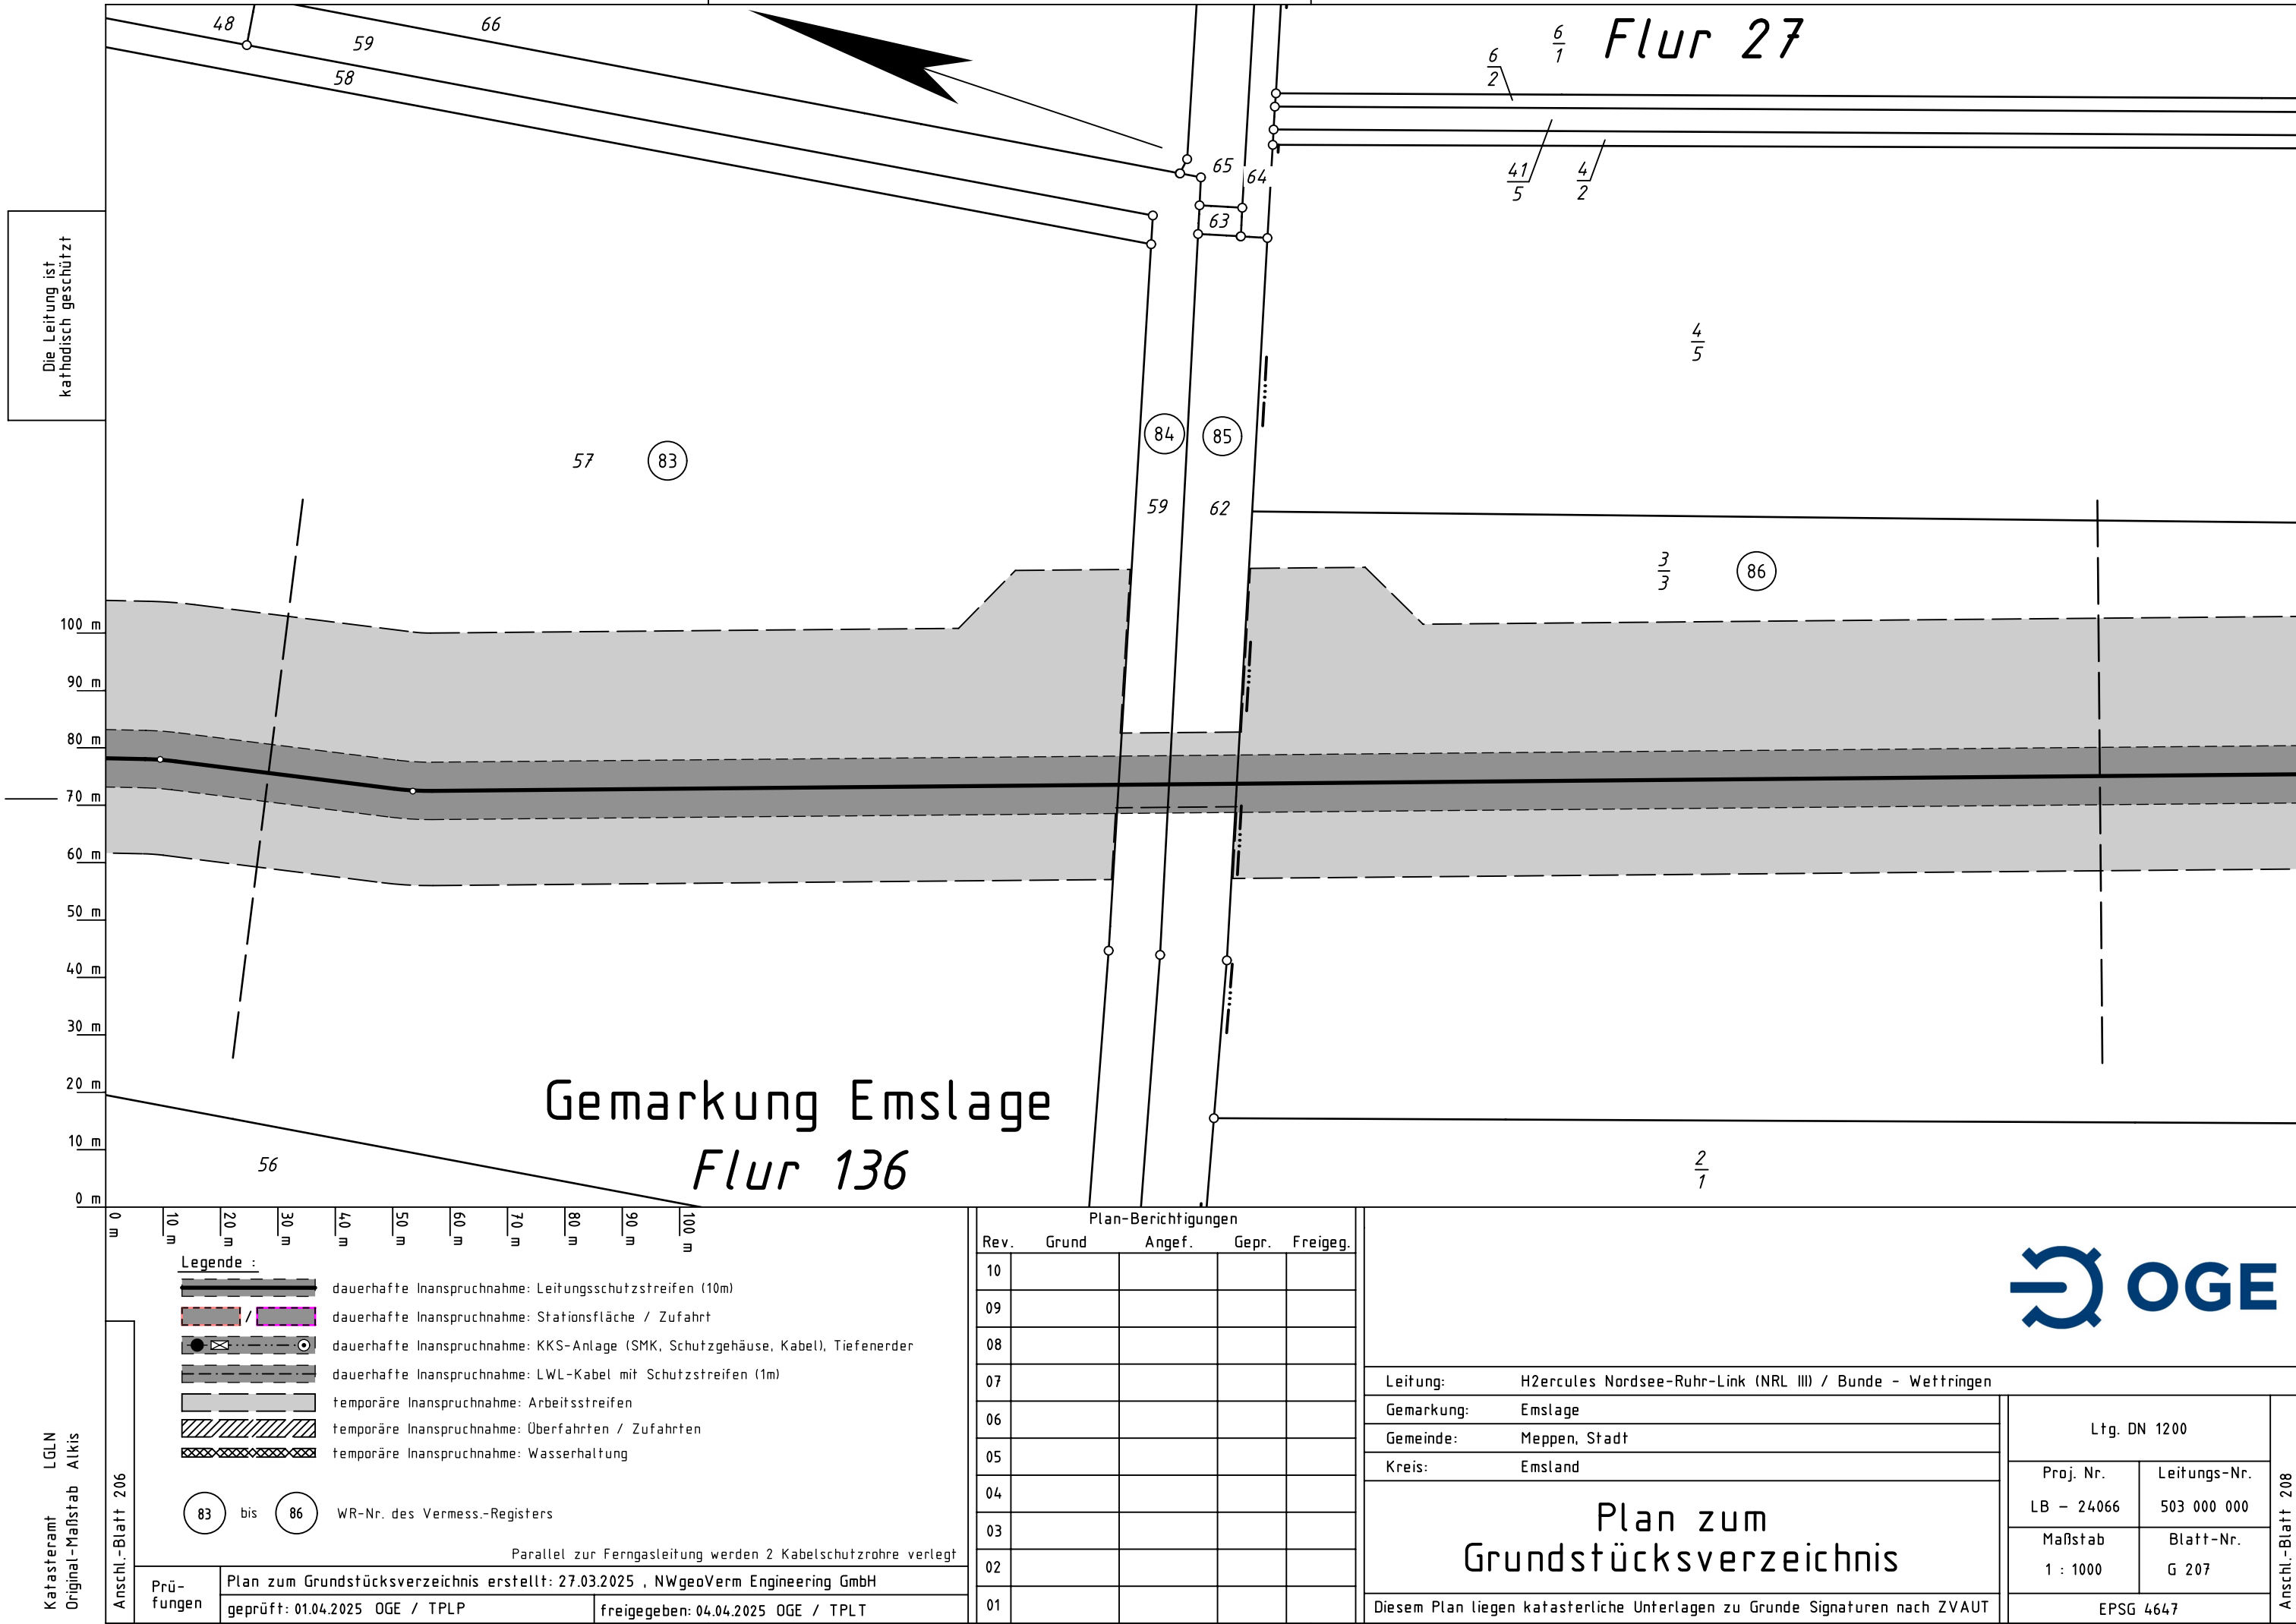 48
59
66
58
6
1
Flur 27
6
2
65
64
63
41
5
4
2
Die Leitung ist
kathodisch geschützt
4
5
57
83
84
85
59
62
3
3
86
100 m
90 m
80 m
70 m
60 m
50 m
40 m
30 m
20 m
10 m
0 m
Gemarkung Emslage
Flur 136
56
2
1
0 m
10 m
20 m
30 m
40 m
50 m
60 m
70 m
80 m
90 m
100 m
Legende :
dauerhafte Inanspruchnahme: Leitungsschutzstreifen (10m)
/ dauerhafte Inanspruchnahme: Stationsfläche / Zufahrt
dauerhafte Inanspruchnahme: KKS-Anlage (SMK, Schutzgehäuse, Kabel), Tiefenerder
dauerhafte Inanspruchnahme: LWL-Kabel mit Schutzstreifen (1m)
temporäre Inanspruchnahme: Arbeitsstreifen
temporäre Inanspruchnahme: Überfahrten / Zufahrten
temporäre Inanspruchnahme: Wasserhaltung
83 bis 86 WR-Nr. des Vermess.-Registers
Parallel zur Ferngasleitung werden 2 Kabelschutzrohre verlegt
Katasteramt LGLN
Original-Maßstab Alkis
Anschl.-Blatt 206
Prü-
fungen
Plan zum Grundstücksverzeichnis erstellt: 27.03.2025 , NWgeoVerm Engineering GmbH
geprüft: 01.04.2025 OGE / TPLP
freigegeben: 04.04.2025 OGE / TPLT
Plan-Berichtigungen
Rev. Grund Angef. Gepr. Freigeg.
10
09
08
07
06
05
04
03
02
01
OGE
Leitung: H2ercules Nordsee-Ruhr-Link (NRL III) / Bunde - Wettringen
Gemarkung: Emslage
Gemeinde: Meppen, Stadt
Kreis: Emsland
Plan zum
Grundstücksverzeichnis
Diesem Plan liegen katasterliche Unterlagen zu Grunde Signaturen nach ZVAUT
Ltg. DN 1200
Proj. Nr. Leitungs-Nr.
LB - 24066 503 000 000
Maßstab Blatt-Nr.
1 : 1000 G 207
EPSG 4647
Anschl.-Blatt 208